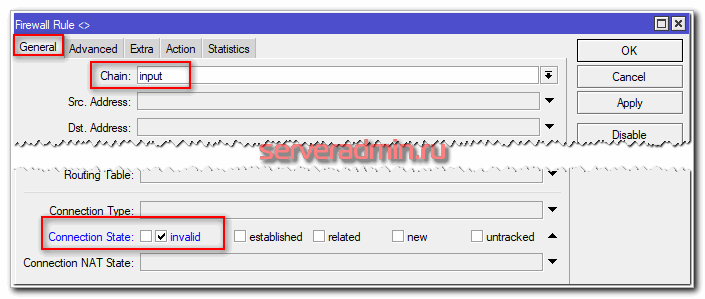 Firewall Rule <>
General Advanced Extra Action Statistics
OK
Chain: input
Cancel
Src. Address:
Apply
Dst. Address:
Disable
serveradmin.ru
Routing Table:
Connection Type:
Connection State: invalid established related new untracked
Connection NAT State: